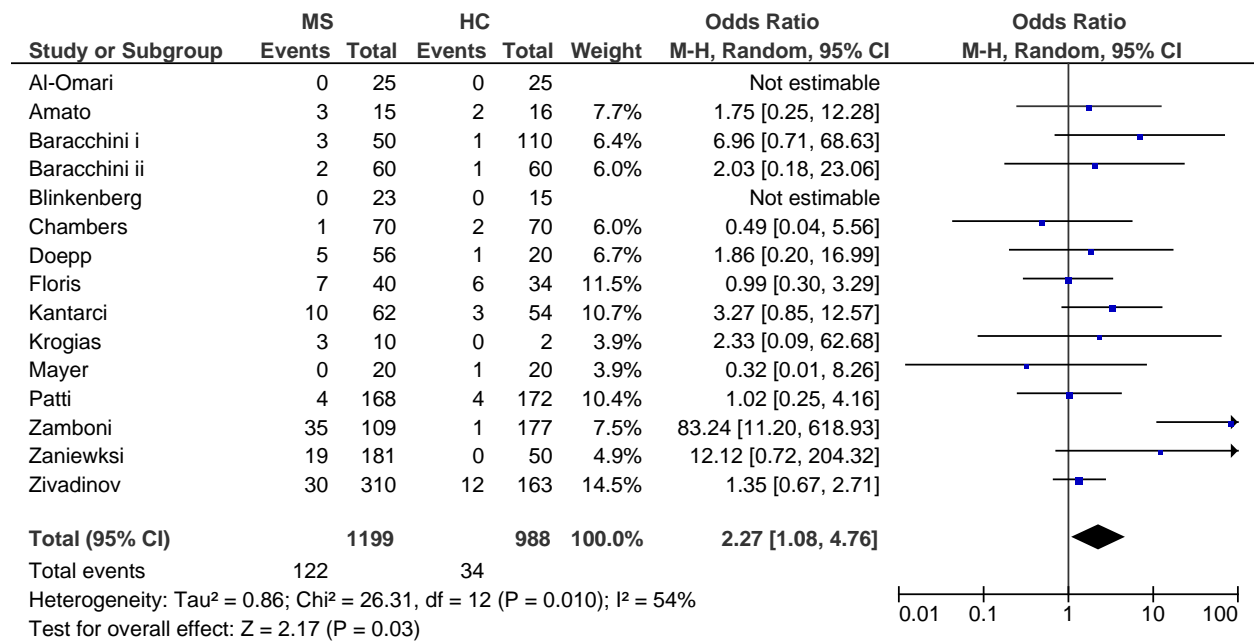 MS HC Odds Ratio Odds Ratio
Study or Subgroup Events Total Events Total Weight M-H, Random, 95% CI M-H, Random, 95% CI
Al-Omari 0 25 0 25 Not estimable
Amato 3 15 2 16 7.7% 1.75 [0.25, 12.28]
Baracchini i 3 50 1 110 6.4% 6.96 [0.71, 68.63]
Baracchini ii 2 60 1 60 6.0% 2.03 [0.18, 23.06]
Blinkenberg 0 23 0 15 Not estimable
Chambers 1 70 2 70 6.0% 0.49 [0.04, 5.56]
Doepp 5 56 1 20 6.7% 1.86 [0.20, 16.99]
Floris 7 40 6 34 11.5% 0.99 [0.30, 3.29]
Kantarci 10 62 3 54 10.7% 3.27 [0.85, 12.57]
Krogias 3 10 0 2 3.9% 2.33 [0.09, 62.68]
Mayer 0 20 1 20 3.9% 0.32 [0.01, 8.26]
Patti 4 168 4 172 10.4% 1.02 [0.25, 4.16]
Zamboni 35 109 1 177 7.5% 83.24 [11.20, 618.93]
Zaniewksi 19 181 0 50 4.9% 12.12 [0.72, 204.32]
Zivadinov 30 310 12 163 14.5% 1.35 [0.67, 2.71]
Total (95% CI) 1199 988 100.0% 2.27 [1.08, 4.76]
Total events 122 34
Heterogeneity: Tau² = 0.86; Chi² = 26.31, df = 12 (P = 0.010); I² = 54%
Test for overall effect: Z = 2.17 (P = 0.03)
0.01 0.1 1 10 100